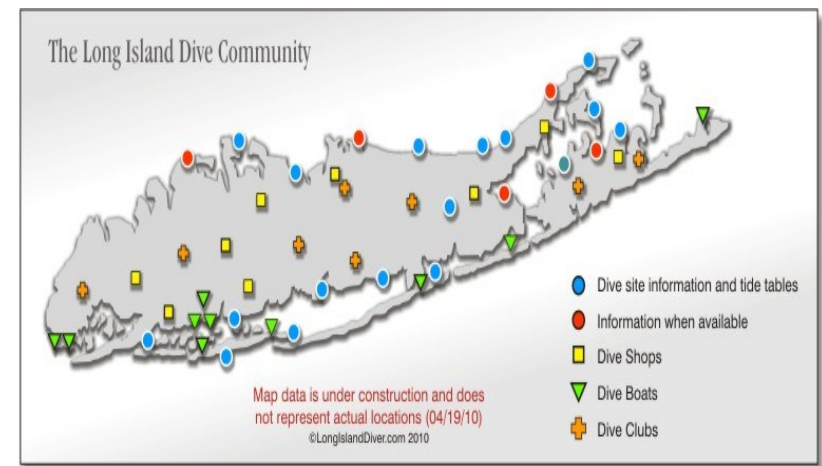 The Long Island Dive Community
Dive site information and tide tables
Information when available
Dive Shops
Dive Boats
Dive Clubs
Map data is under construction and does
not represent actual locations (04/19/10)
©LongIslandDiver.com 2010